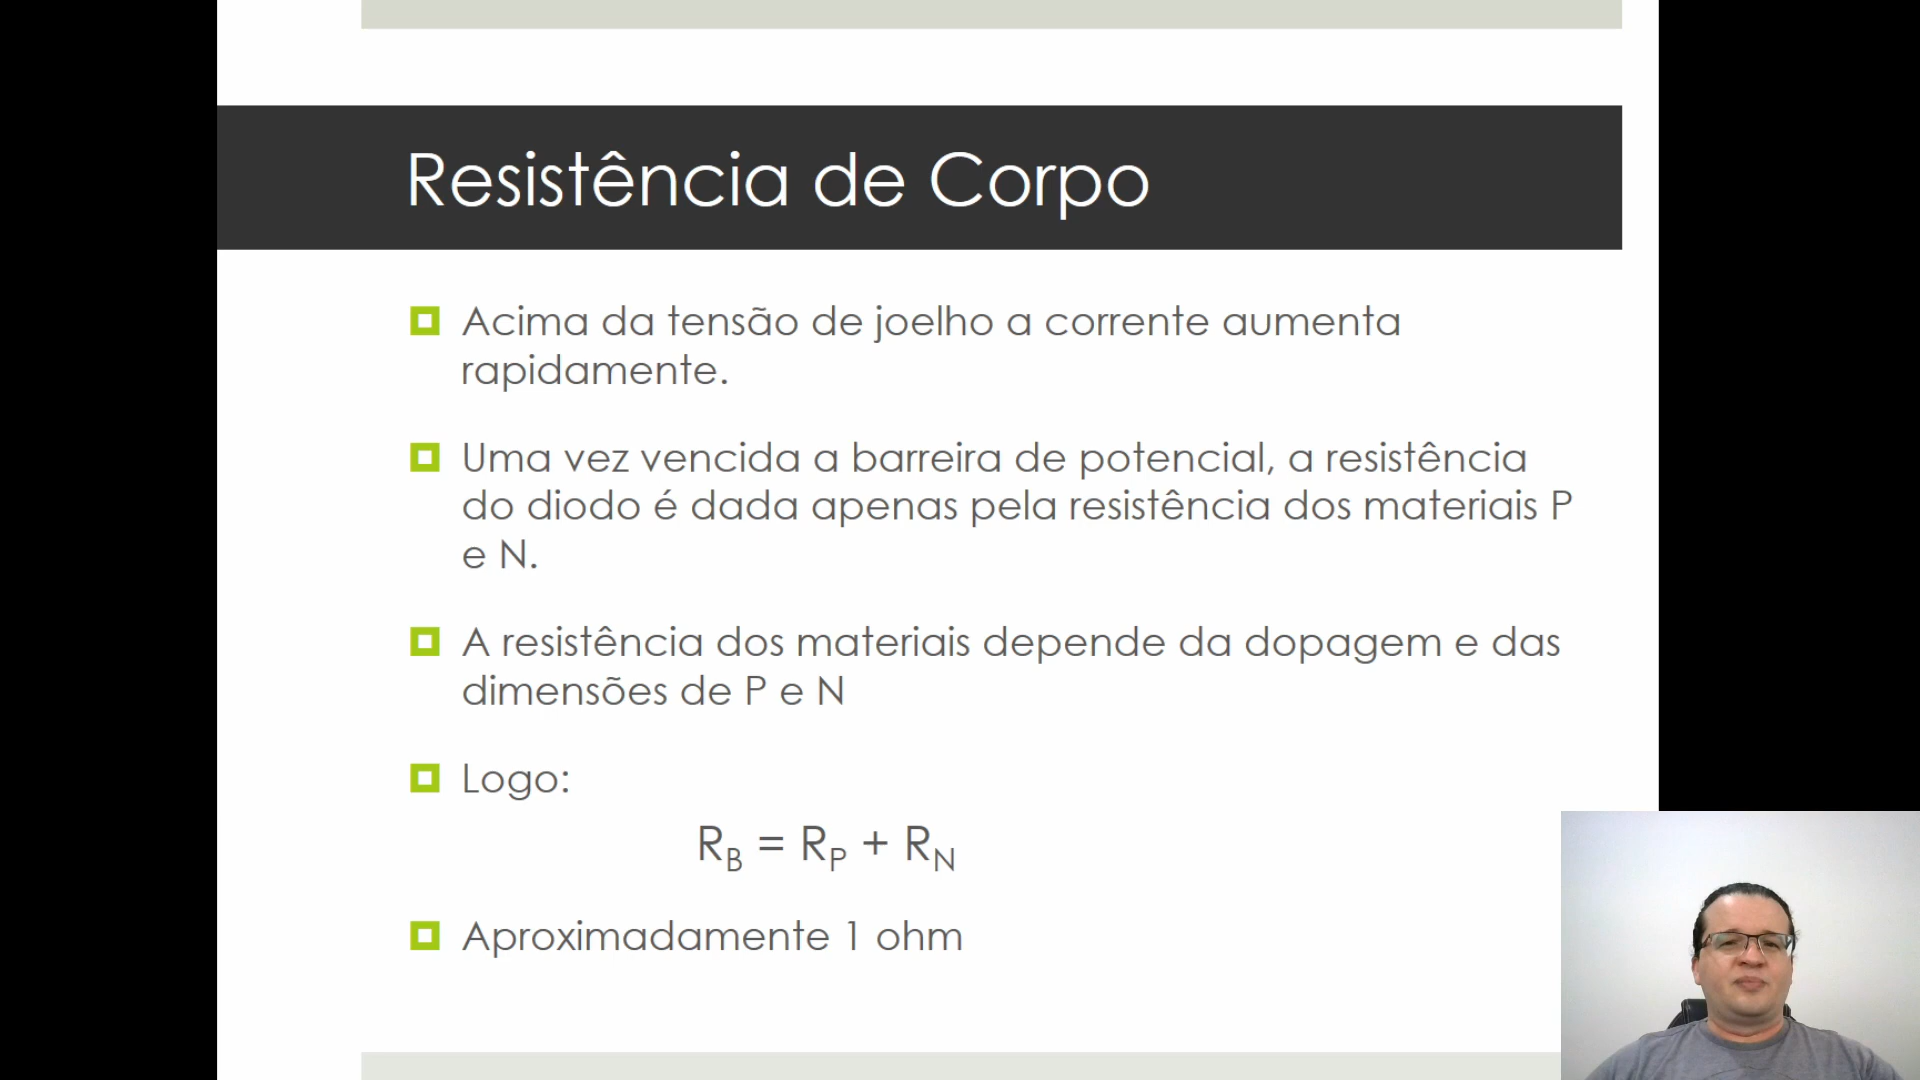 Resistência de Corpo
Acima da tensão de joelho a corrente aumenta
rapidamente.
Uma vez vencida a barreira de potencial, a resistência
do diodo é dada apenas pela resistência dos materiais P
e N.
A resistência dos materiais depende da dopagem e das
dimensões de P e N
Logo:
R_B = R_P + R_N
Aproximadamente 1 ohm